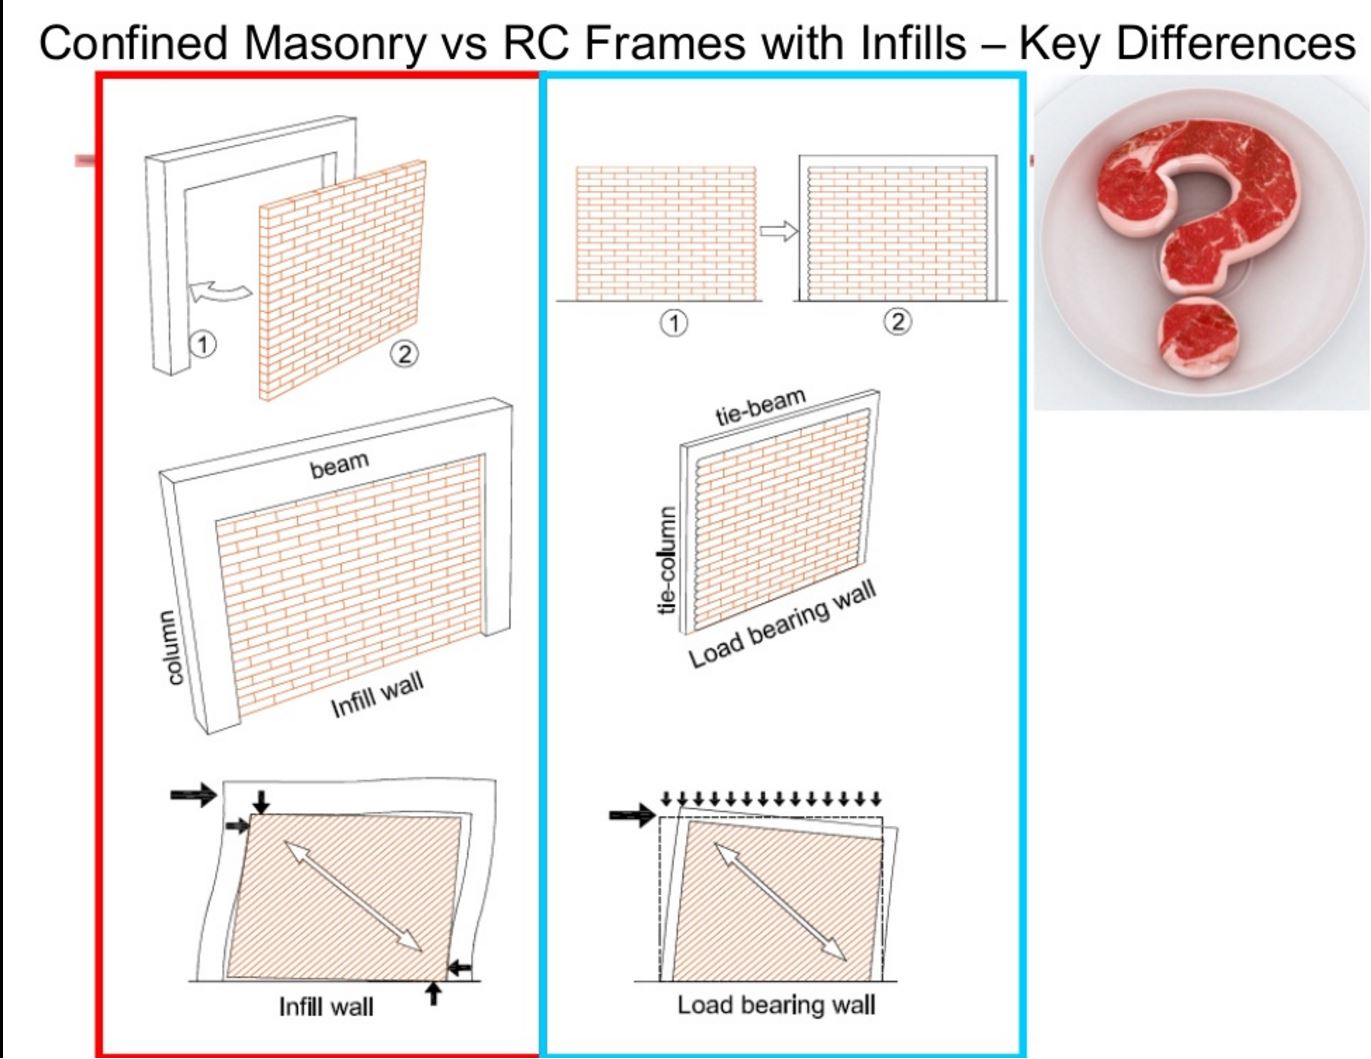 Confined Masonry vs RC Frames with Infills – Key Differences
1
2
beam
column
Infill wall
Infill wall
1
2
tie-beam
tie-column
Load bearing wall
Load bearing wall
?